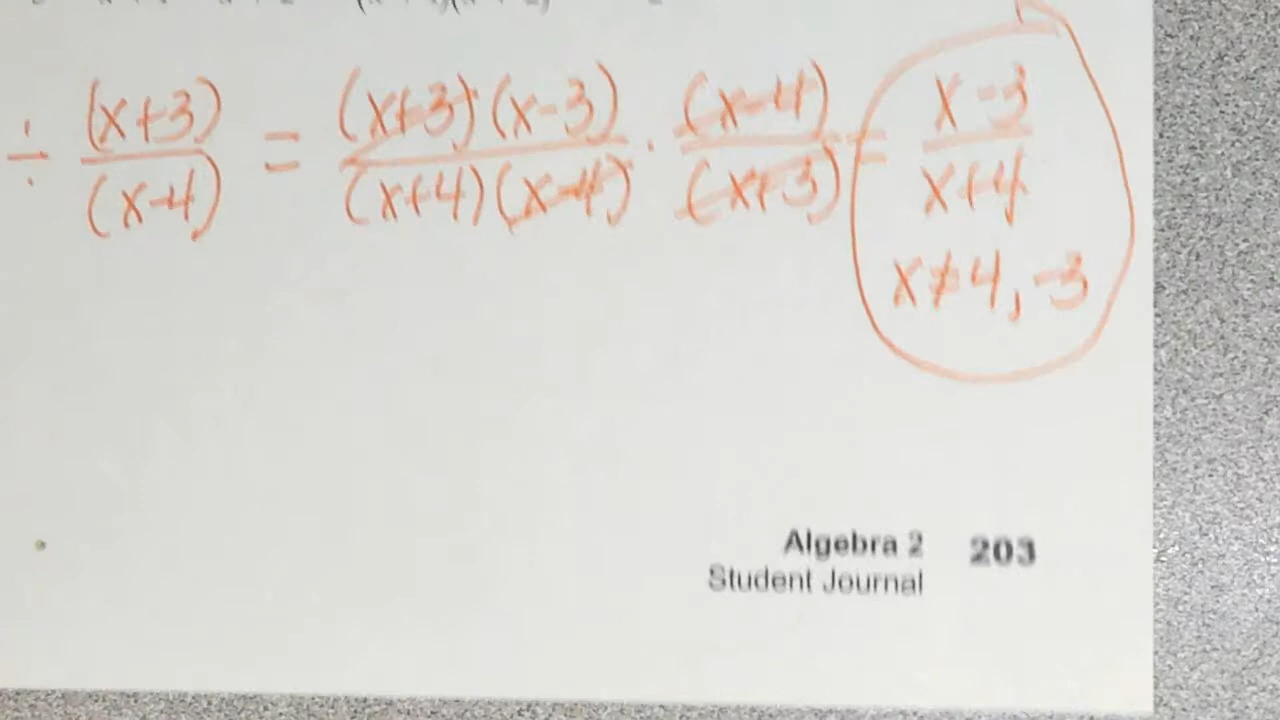 ÷ (x+3)/(x-4) = (x+3)(x-3)/(x+4)(x-4) · (x-4)/(x+3) = x-3/x+4
x≠4, -3
Algebra 2 203
Student Journal